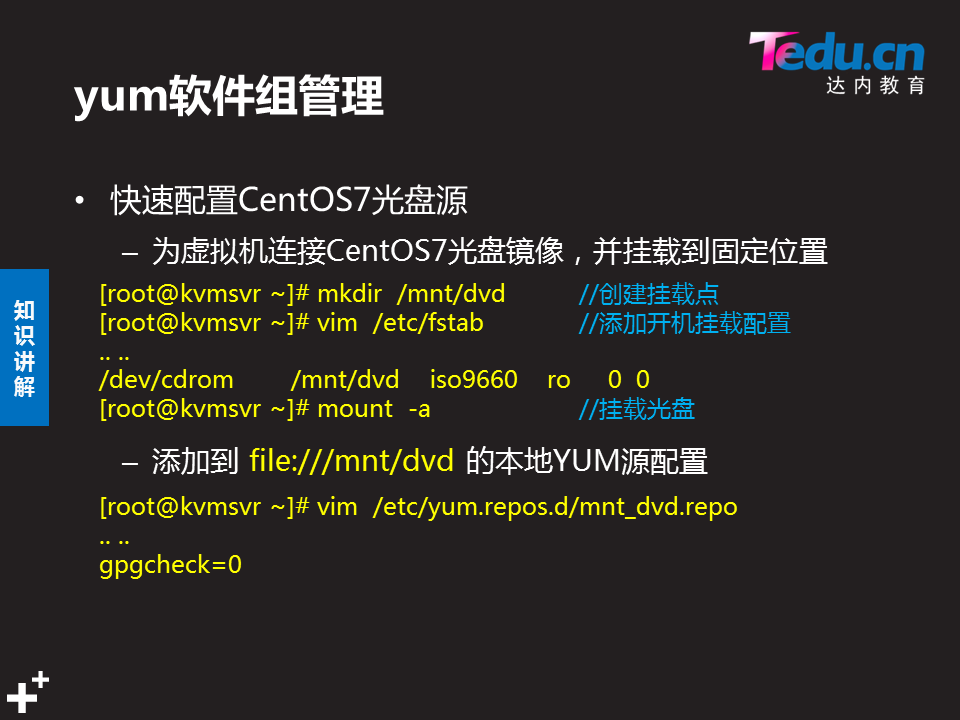 Tedu.cn
达内教育
yum软件组管理
• 快速配置CentOS7光盘源
– 为虚拟机连接CentOS7光盘镜像，并挂载到固定位置
[root@kvmsvr ~]# mkdir /mnt/dvd //创建挂载点
[root@kvmsvr ~]# vim /etc/fstab //添加开机挂载配置
.. ..
/dev/cdrom /mnt/dvd iso9660 ro 0 0
[root@kvmsvr ~]# mount -a //挂载光盘
– 添加到 file:///mnt/dvd 的本地YUM源配置
[root@kvmsvr ~]# vim /etc/yum.repos.d/mnt_dvd.repo
.. ..
gpgcheck=0
知
识
讲
解